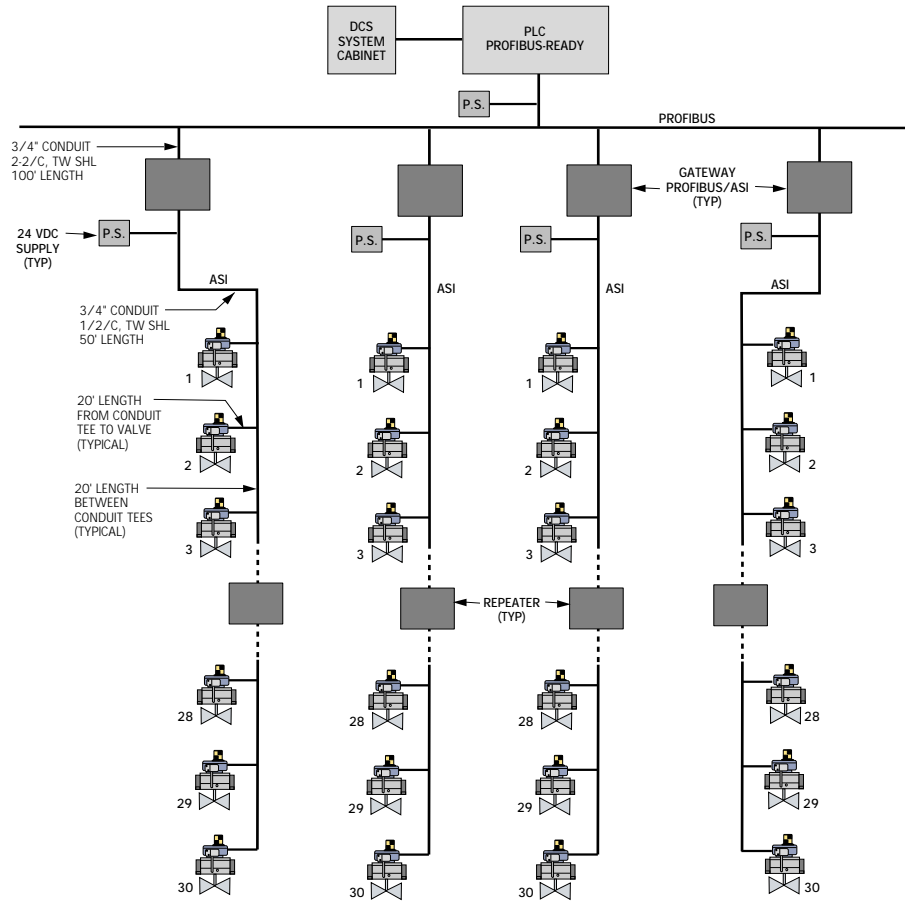 DCS
SYSTEM
CABINET
PLC
PROFIBUS-READY
P.S.
PROFIBUS
3/4" CONDUIT
2-2/C, TW SHL
100' LENGTH
GATEWAY
PROFIBUS/ASI
(TYP)
24 VDC
SUPPLY
(TYP)
P.S.
P.S.
P.S.
P.S.
ASI
ASI
ASI
ASI
3/4" CONDUIT
1/2/C, TW SHL
50' LENGTH
1
1
1
1
20' LENGTH
FROM CONDUIT
TEE TO VALVE
(TYPICAL)
2
2
2
2
20' LENGTH
BETWEEN
CONDUIT TEES
(TYPICAL)
3
3
3
3
REPEATER
(TYP)
28
28
28
28
29
29
29
29
30
30
30
30